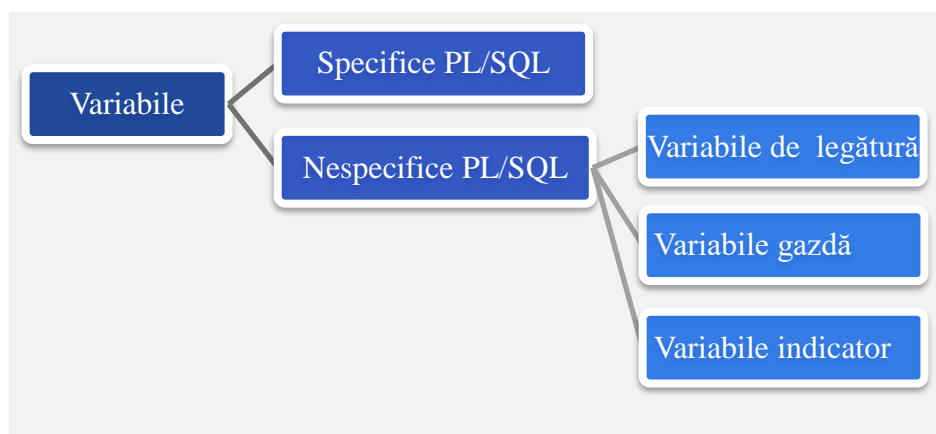 Variabile
Specifice PL/SQL
Nespecifice PL/SQL
Variabile de legătură
Variabile gazdă
Variabile indicator